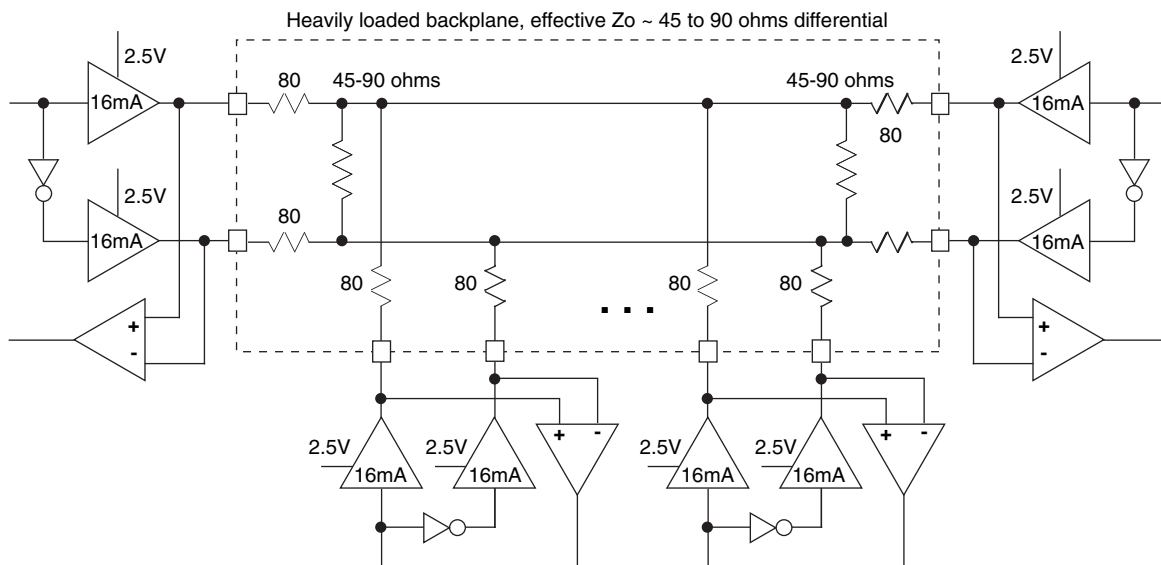 Heavily loaded backplane, effective Zo ~ 45 to 90 ohms differential
2.5V
2.5V
80
45-90 ohms
45-90 ohms
16mA
16mA
80
2.5V
2.5V
80
16mA
16mA
80
80
80
80
+
-
. . .
+
-
+
-
+
-
2.5V
2.5V
2.5V
2.5V
16mA
16mA
16mA
16mA